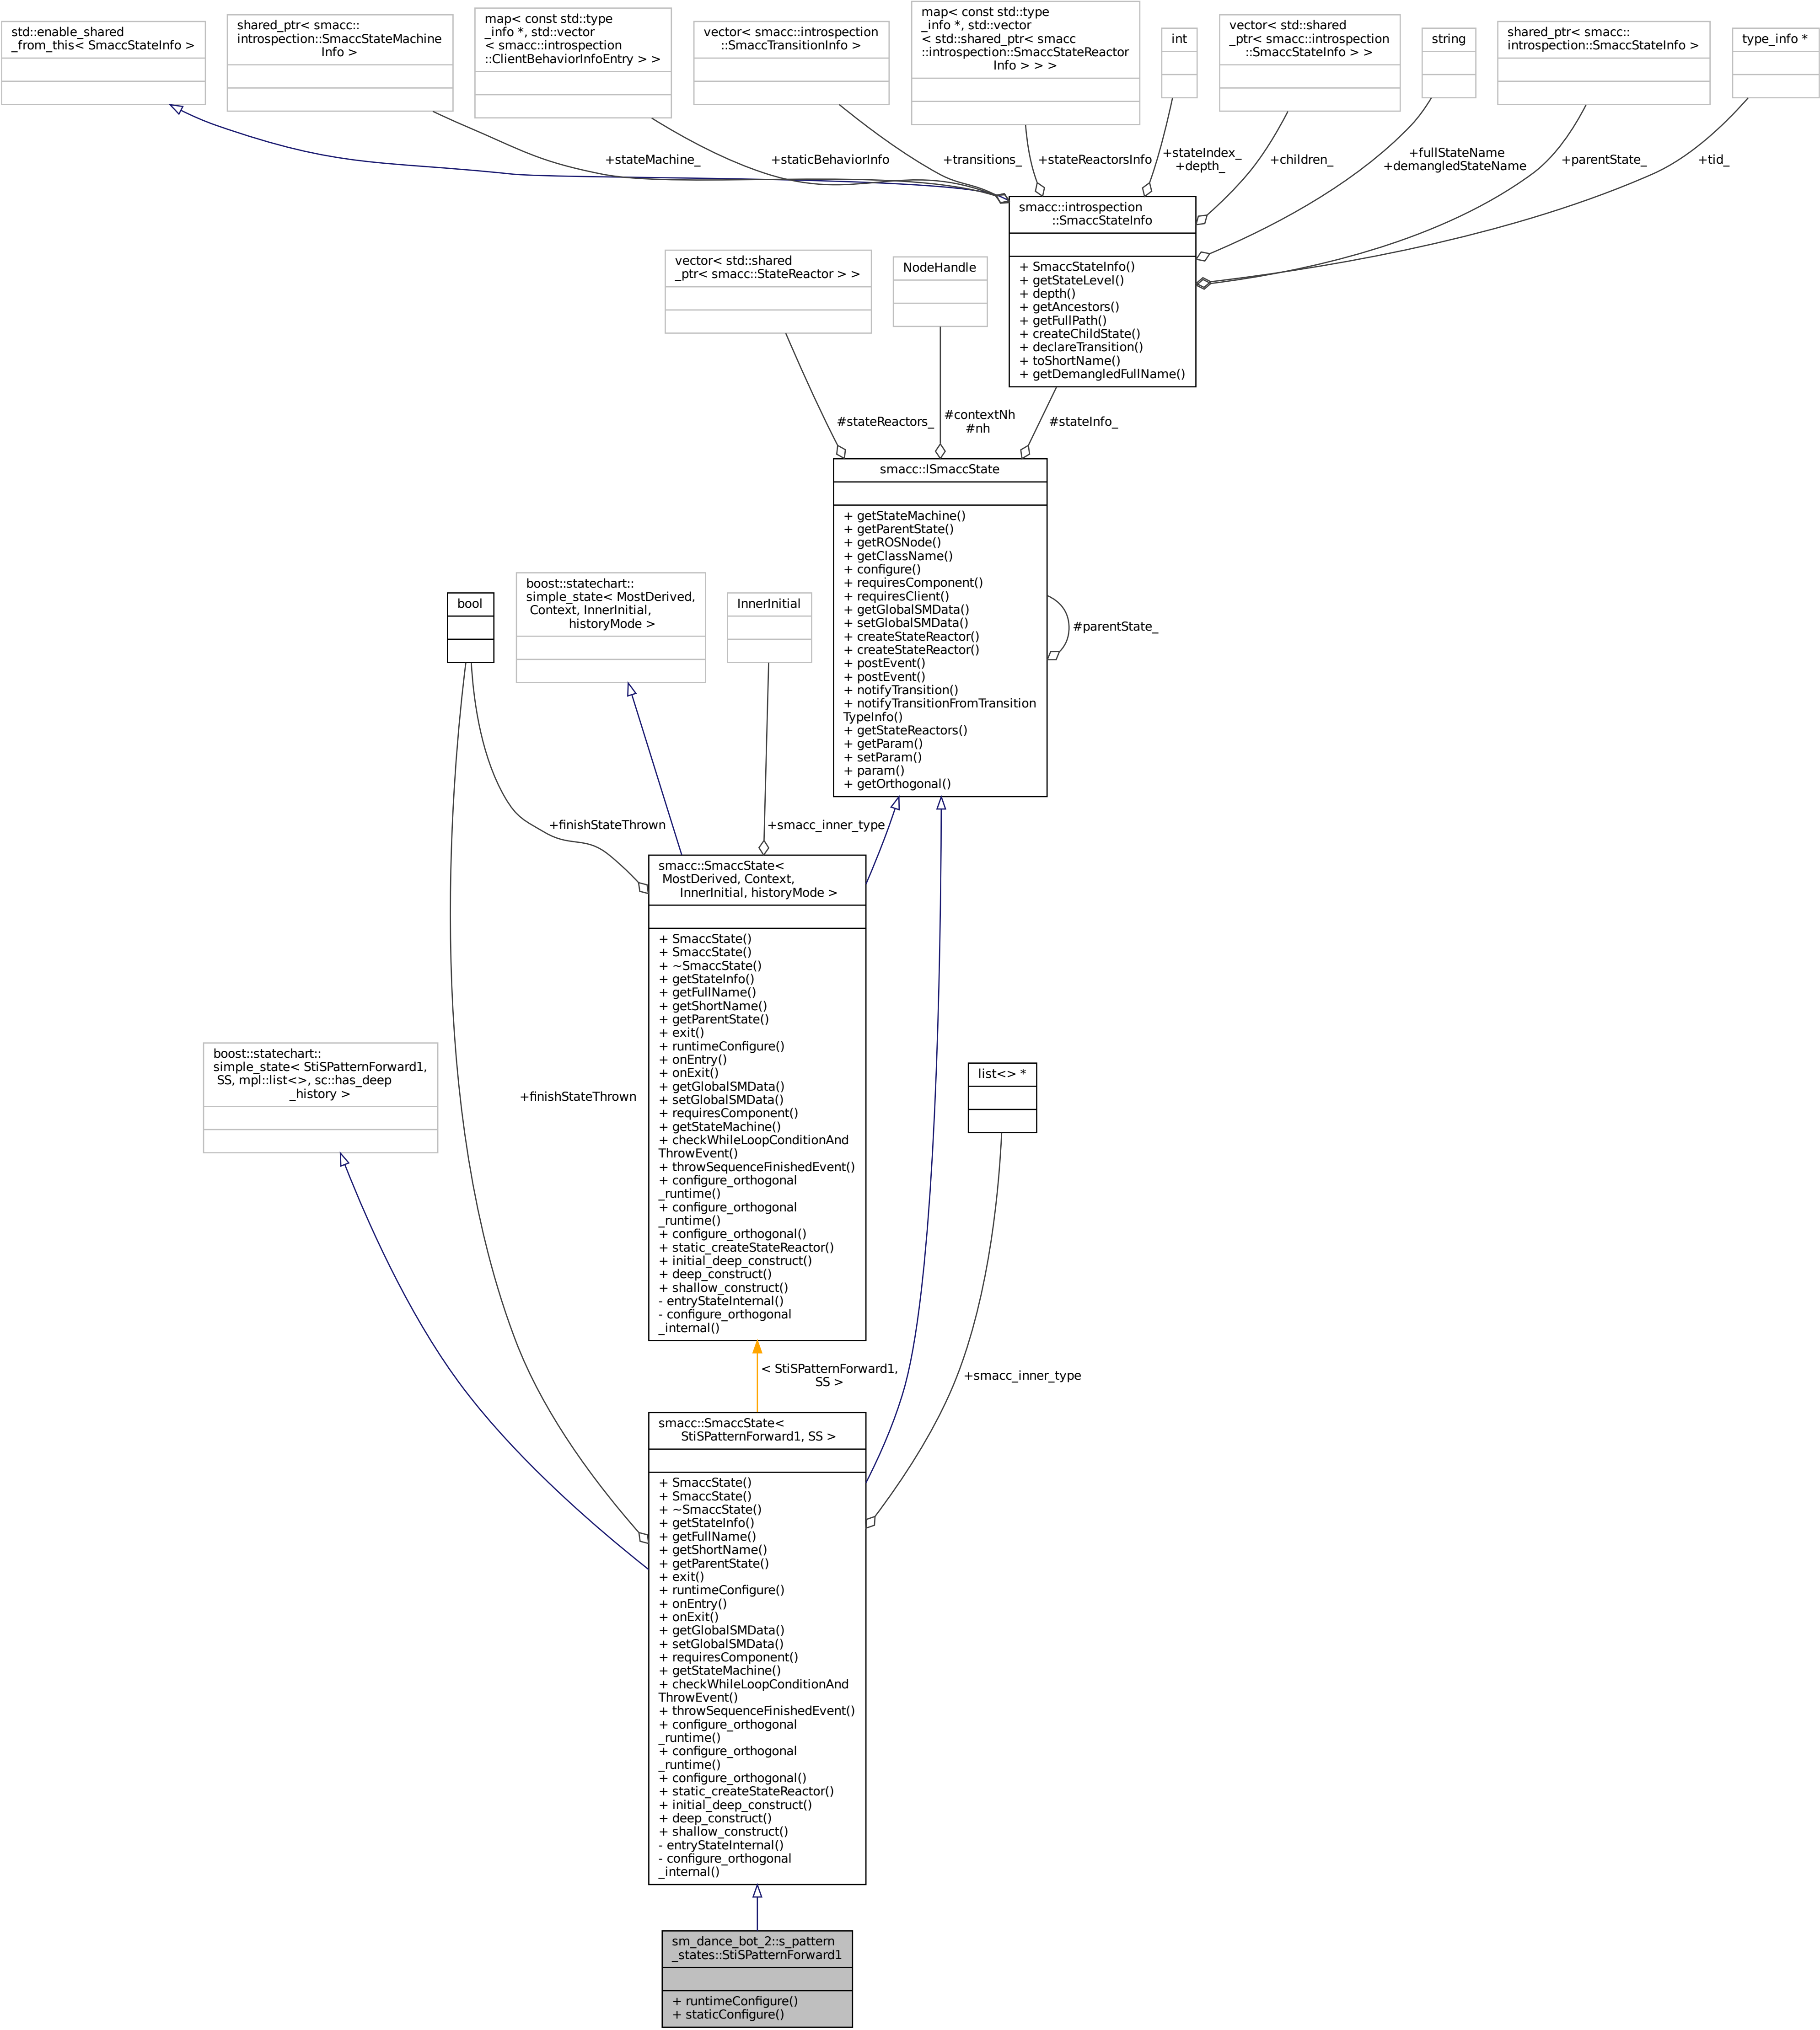 std::enable_shared
_from_this< SmaccStateInfo >
shared_ptr< smacc::
introspection::SmaccStateMachine
Info >
map< const std::type
_info *, std::vector
< smacc::introspection
::ClientBehaviorInfoEntry > >
vector< smacc::introspection
::SmaccTransitionInfo >
map< const std::type
_info *, std::vector
< std::shared_ptr< smacc
::introspection::SmaccStateReactor
Info > > >
int
vector< std::shared
_ptr< smacc::introspection
::SmaccStateInfo > >
string
shared_ptr< smacc::
introspection::SmaccStateInfo >
type_info *
+stateMachine_
+staticBehaviorInfo
+transitions_
+stateReactorsInfo
+stateIndex_
+depth_
+children_
+fullStateName
+demangledStateName
+parentState_
+tid_
smacc::introspection
::SmaccStateInfo
+ SmaccStateInfo()
+ getStateLevel()
+ depth()
+ getAncestors()
+ getFullPath()
+ createChildState()
+ declareTransition()
+ toShortName()
+ getDemangledFullName()
vector< std::shared
_ptr< smacc::StateReactor > >
NodeHandle
#stateReactors_
#contextNh
#nh
#stateInfo_
smacc::ISmaccState
+ getStateMachine()
+ getParentState()
+ getROSNode()
+ getClassName()
+ configure()
+ requiresComponent()
+ requiresClient()
+ getGlobalSMData()
+ setGlobalSMData()
+ createStateReactor()
+ createStateReactor()
+ postEvent()
+ postEvent()
+ notifyTransition()
+ notifyTransitionFromTransition
TypeInfo()
+ getStateReactors()
+ getParam()
+ setParam()
+ param()
+ getOrthogonal()
#parentState_
bool
boost::statechart::
simple_state< MostDerived,
Context, InnerInitial,
historyMode >
InnerInitial
+finishStateThrown
+smacc_inner_type
smacc::SmaccState<
MostDerived, Context,
InnerInitial, historyMode >
+ SmaccState()
+ SmaccState()
+ ~SmaccState()
+ getStateInfo()
+ getFullName()
+ getShortName()
+ getParentState()
+ exit()
+ runtimeConfigure()
+ onEntry()
+ onExit()
+ getGlobalSMData()
+ setGlobalSMData()
+ requiresComponent()
+ getStateMachine()
+ checkWhileLoopConditionAnd
ThrowEvent()
+ throwSequenceFinishedEvent()
+ configure_orthogonal
_runtime()
+ configure_orthogonal
_runtime()
+ configure_orthogonal()
+ static_createStateReactor()
+ initial_deep_construct()
+ deep_construct()
+ shallow_construct()
- entryStateInternal()
- configure_orthogonal
_internal()
boost::statechart::
simple_state< StiSPatternForward1,
SS, mpl::list<>, sc::has_deep
_history >
+finishStateThrown
list<> *
< StiSPatternForward1,
SS >
+smacc_inner_type
smacc::SmaccState<
StiSPatternForward1, SS >
+ SmaccState()
+ SmaccState()
+ ~SmaccState()
+ getStateInfo()
+ getFullName()
+ getShortName()
+ getParentState()
+ exit()
+ runtimeConfigure()
+ onEntry()
+ onExit()
+ getGlobalSMData()
+ setGlobalSMData()
+ requiresComponent()
+ getStateMachine()
+ checkWhileLoopConditionAnd
ThrowEvent()
+ throwSequenceFinishedEvent()
+ configure_orthogonal
_runtime()
+ configure_orthogonal
_runtime()
+ configure_orthogonal()
+ static_createStateReactor()
+ initial_deep_construct()
+ deep_construct()
+ shallow_construct()
- entryStateInternal()
- configure_orthogonal
_internal()
sm_dance_bot_2::s_pattern
_states::StiSPatternForward1
+ runtimeConfigure()
+ staticConfigure()